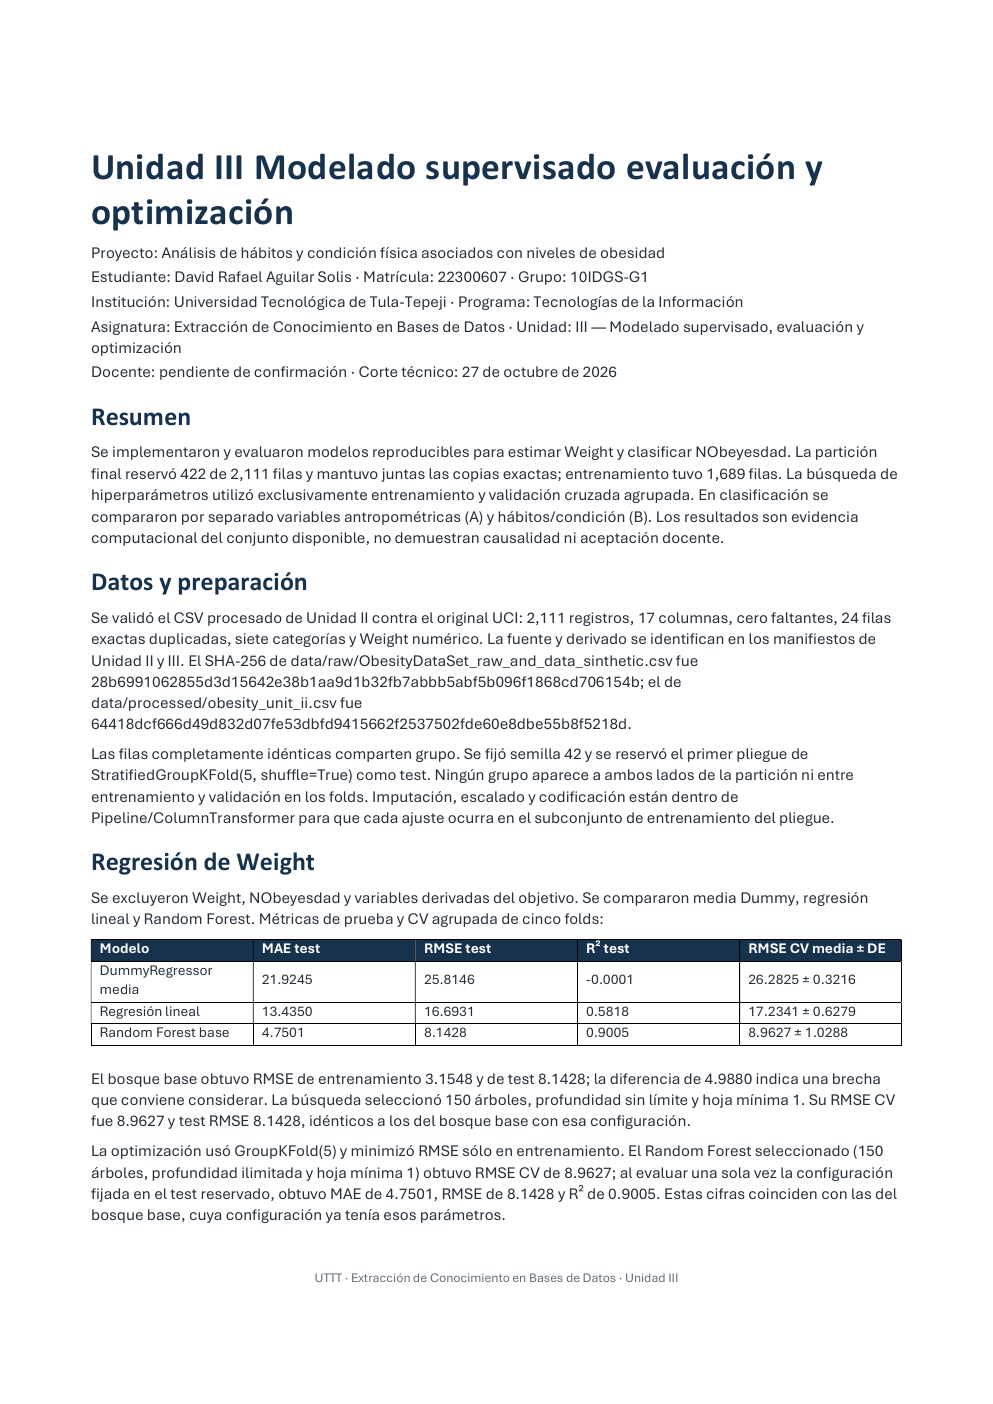 Unidad III Modelado supervisado evaluación y
optimización
Proyecto: Análisis de hábitos y condición física asociados con niveles de obesidad
Estudiante: David Rafael Aguilar Solis · Matrícula: 22300607 · Grupo: 10IDGS-G1
Institución: Universidad Tecnológica de Tula-Tepeji · Programa: Tecnologías de la Información
Asignatura: Extracción de Conocimiento en Bases de Datos · Unidad: III — Modelado supervisado, evaluación y
optimización
Docente: pendiente de confirmación · Corte técnico: 27 de octubre de 2026
Resumen
Se implementaron y evaluaron modelos reproducibles para estimar Weight y clasificar NObeyesdad. La partición
final reservó 422 de 2,111 filas y mantuvo juntas las copias exactas; entrenamiento tuvo 1,689 filas. La búsqueda de
hiperparámetros utilizó exclusivamente entrenamiento y validación cruzada agrupada. En clasificación se
compararon por separado variables antropométricas (A) y hábitos/condición (B). Los resultados son evidencia
computacional del conjunto disponible, no demuestran causalidad ni aceptación docente.
Datos y preparación
Se validó el CSV procesado de Unidad II contra el original UCI: 2,111 registros, 17 columnas, cero faltantes, 24 filas
exactas duplicadas, siete categorías y Weight numérico. La fuente y derivado se identifican en los manifiestos de
Unidad II y III. El SHA-256 de data/raw/ObesityDataSet_raw_and_data_sinthetic.csv fue
28b6991062855d3d15642e38b1aa9d1b32fb7abbb5abf5b096f1868cd706154b; el de
data/processed/obesity_unit_ii.csv fue
64418dcf666d49d832d07fe53dbfd9415662f2537502fde60e8dbe55b8f5218d.
Las filas completamente idénticas comparten grupo. Se fijó semilla 42 y se reservó el primer pliegue de
StratifiedGroupKFold(5, shuffle=True) como test. Ningún grupo aparece a ambos lados de la partición ni entre
entrenamiento y validación en los folds. Imputación, escalado y codificación están dentro de
Pipeline/ColumnTransformer para que cada ajuste ocurra en el subconjunto de entrenamiento del pliegue.
Regresión de Weight
Se excluyeron Weight, NObeyesdad y variables derivadas del objetivo. Se compararon media Dummy, regresión
lineal y Random Forest. Métricas de prueba y CV agrupada de cinco folds:
Modelo MAE test RMSE test R² test RMSE CV media ± DE
DummyRegressor
media 21.9245 25.8146 -0.0001 26.2825 ± 0.3216
Regresión lineal 13.4350 16.6931 0.5818 17.2341 ± 0.6279
Random Forest base 4.7501 8.1428 0.9005 8.9627 ± 1.0288
El bosque base obtuvo RMSE de entrenamiento 3.1548 y de test 8.1428; la diferencia de 4.9880 indica una brecha
que conviene considerar. La búsqueda seleccionó 150 árboles, profundidad sin límite y hoja mínima 1. Su RMSE CV
fue 8.9627 y test RMSE 8.1428, idénticos a los del bosque base con esa configuración.
La optimización usó GroupKFold(5) y minimizó RMSE sólo en entrenamiento. El Random Forest seleccionado (150
árboles, profundidad ilimitada y hoja mínima 1) obtuvo RMSE CV de 8.9627; al evaluar una sola vez la configuración
fijada en el test reservado, obtuvo MAE de 4.7501, RMSE de 8.1428 y R² de 0.9005. Estas cifras coinciden con las del
bosque base, cuya configuración ya tenía esos parámetros.
UTTT · Extracción de Conocimiento en Bases de Datos · Unidad III